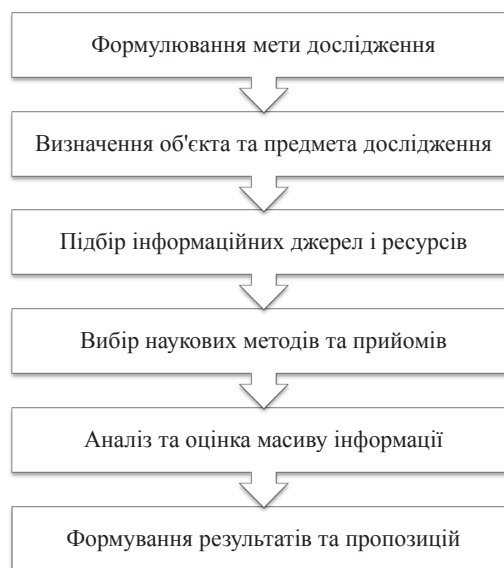 Формулювання мети дослідження
Визначення об'єкта та предмета дослідження
Підбір інформаційних джерел і ресурсів
Вибір наукових методів та прийомів
Аналіз та оцінка масиву інформації
Формування результатів та пропозицій